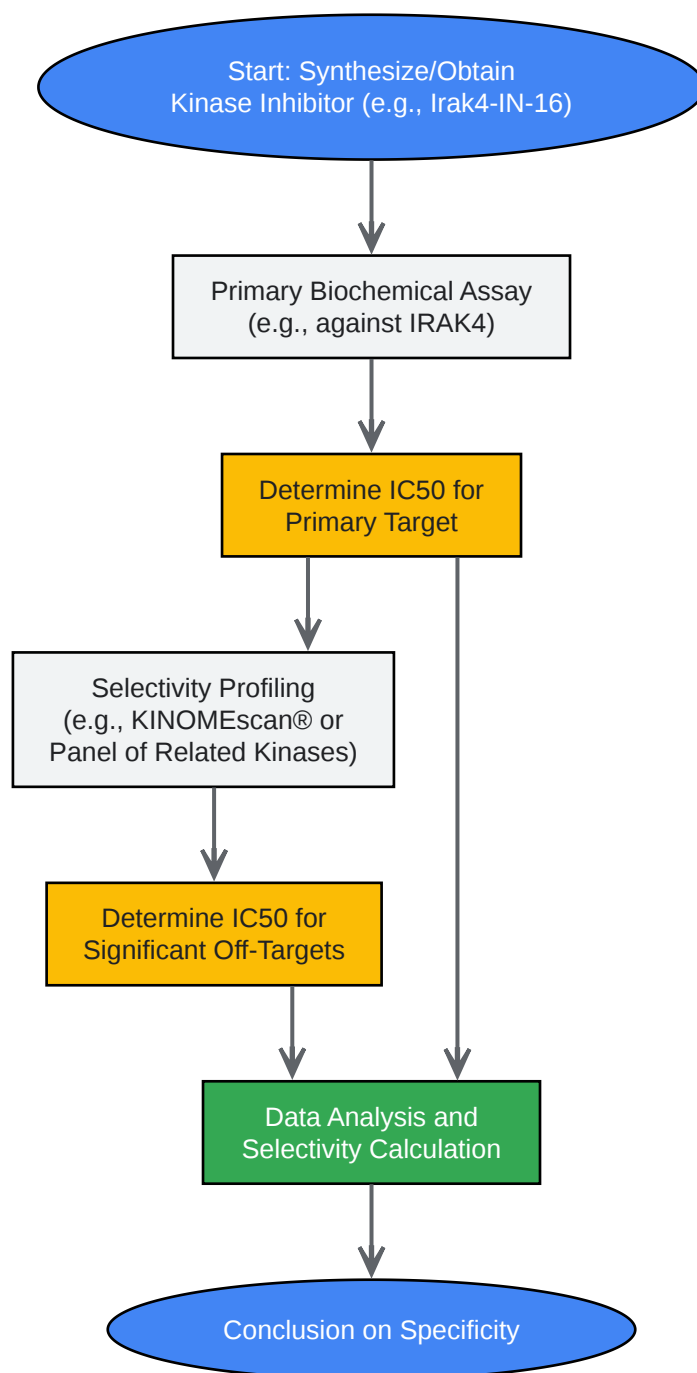 Start: Synthesize/Obtain
Kinase Inhibitor (e.g., Irak4-IN-16)
Primary Biochemical Assay
(e.g., against IRAK4)
Determine IC50 for
Primary Target
Selectivity Profiling
(e.g., KINOMEscan® or
Panel of Related Kinases)
Determine IC50 for
Significant Off-Targets
Data Analysis and
Selectivity Calculation
Conclusion on Specificity